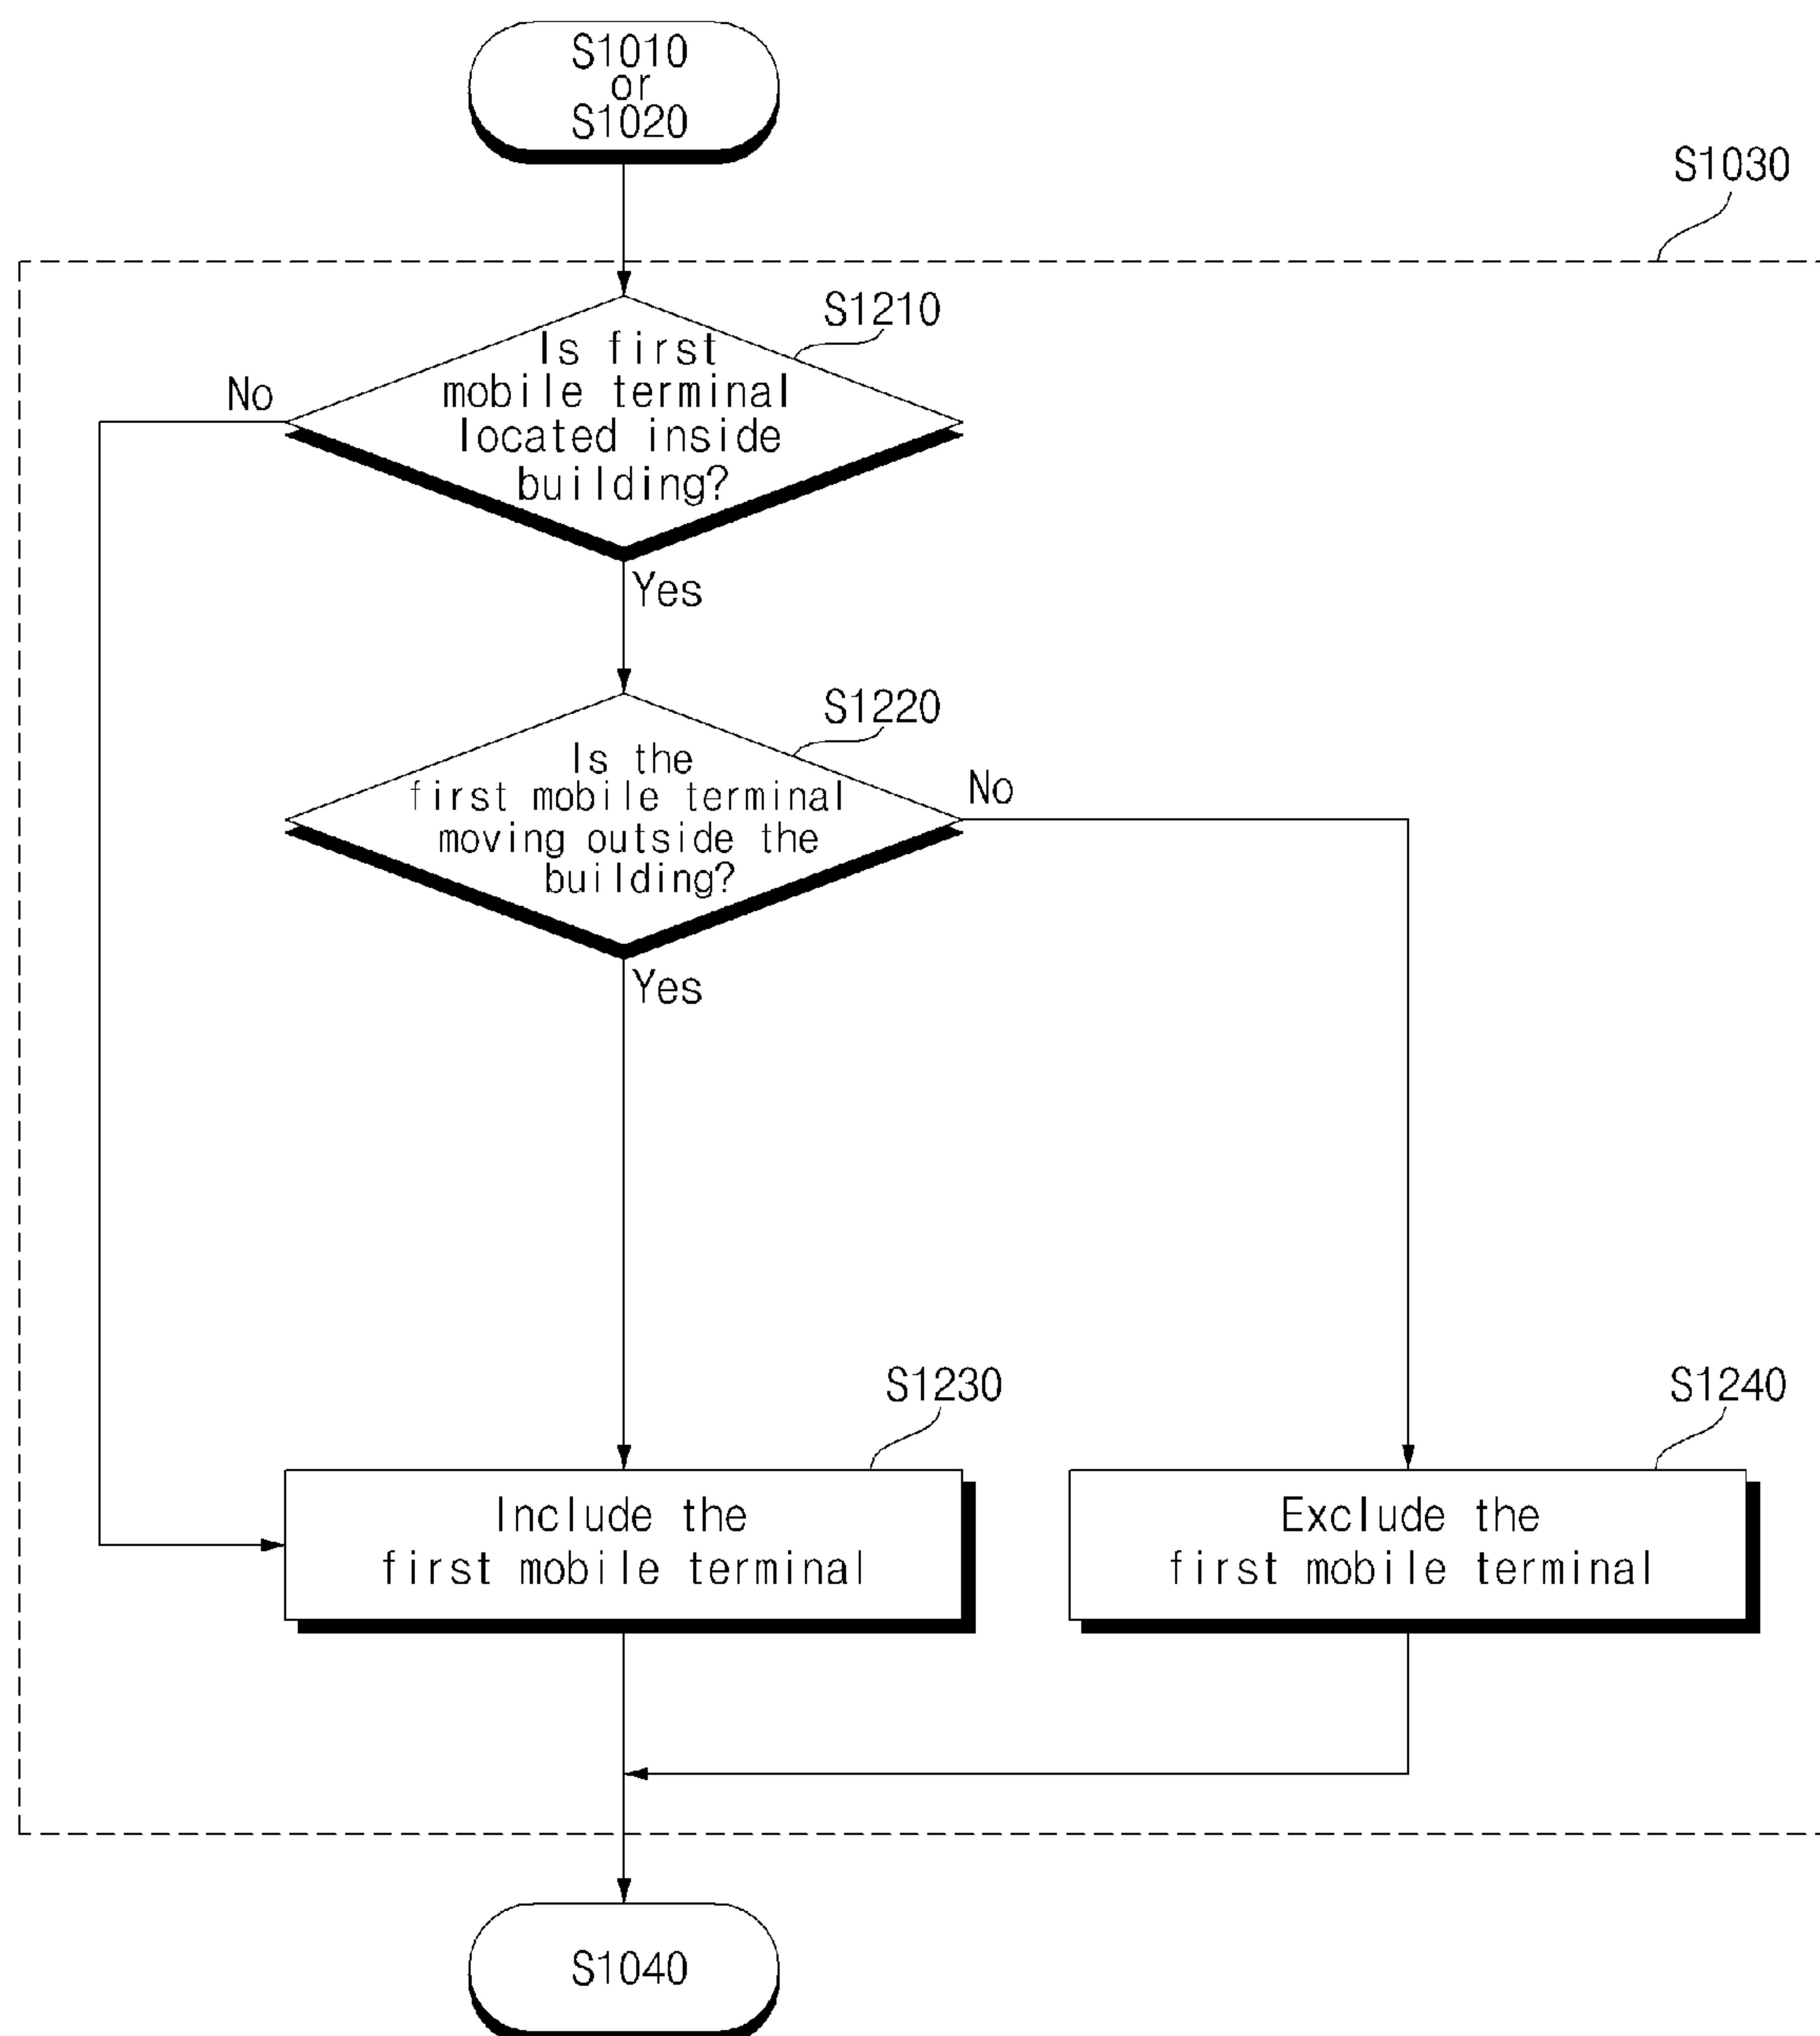 S1010
or
S1020
S1030
S1210
Is first
mobile terminal
located inside
building?
No
Yes
S1220
Is the
first mobile terminal
moving outside the
building?
No
Yes
S1230
Include the
first mobile terminal
S1240
Exclude the
first mobile terminal
S1040